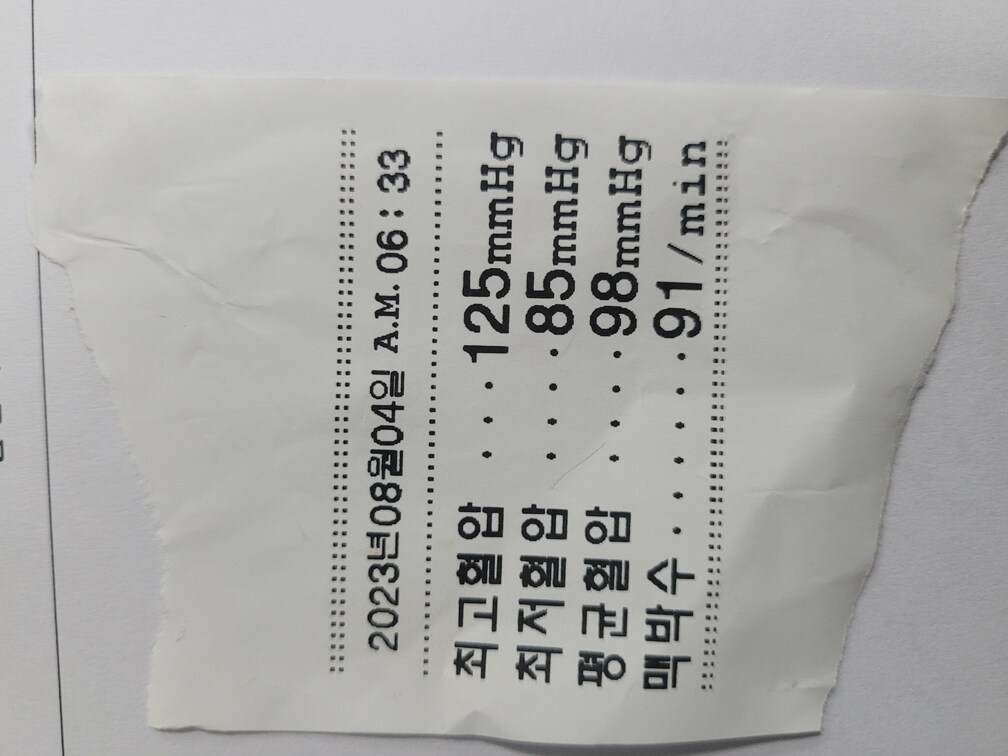 2023년08월04일 A.M. 06:33
최고혈압 ...125mmHg
최저혈압 ....85mmHg
평균혈압 ....98mmHg
맥박수......91/min